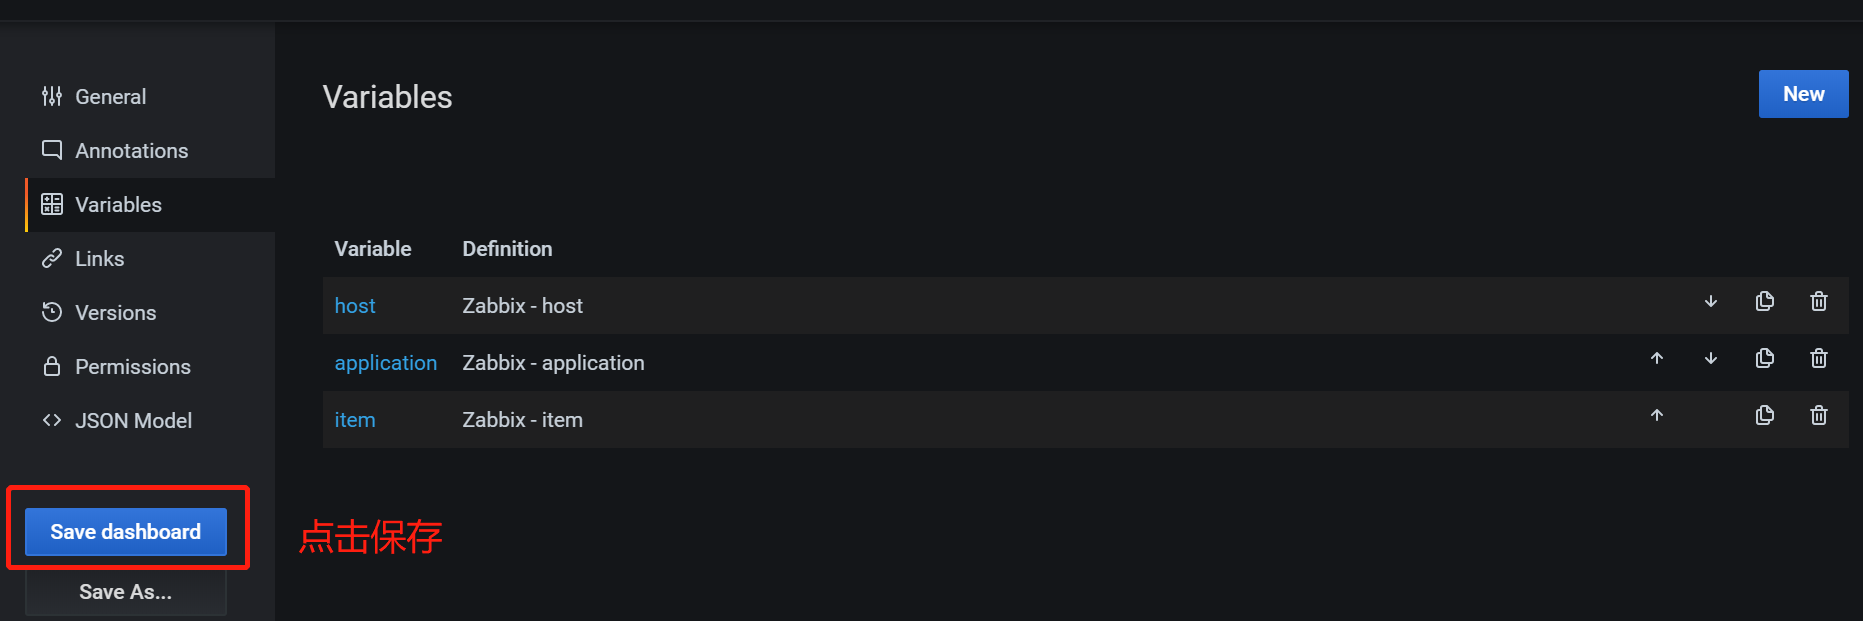 General
Annotations
Variables
Links
Versions
Permissions
JSON Model
Save dashboard
Save As...
Variables
New
Variable Definition
host Zabbix - host
application Zabbix - application
item Zabbix - item
点击保存